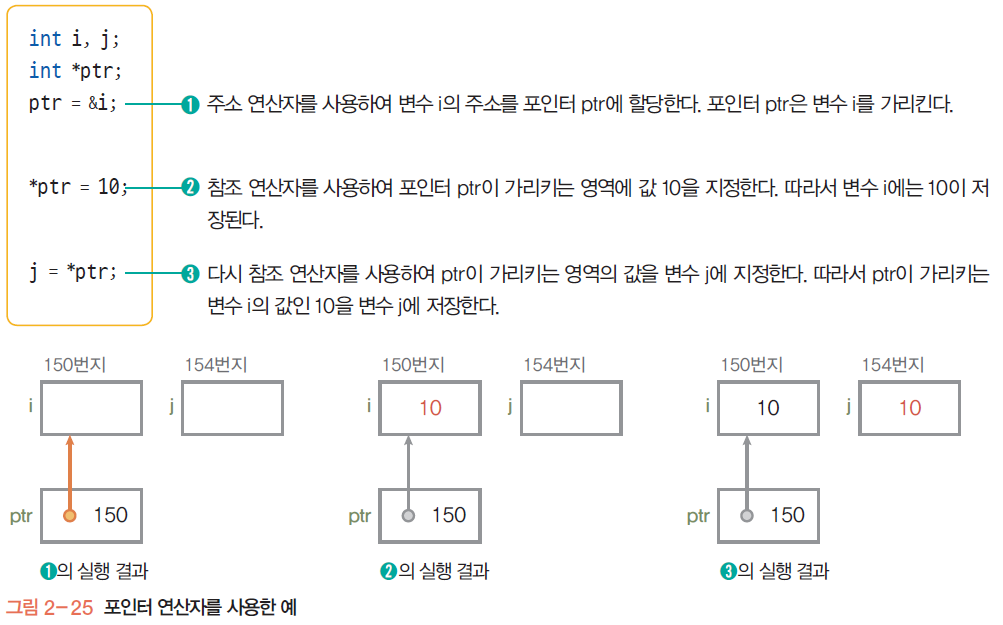 int i, j;
int *ptr;
ptr = &i; ❶ 주소 연산자를 사용하여 변수 i의 주소를 포인터 ptr에 할당한다. 포인터 ptr은 변수 i를 가리킨다.
*ptr = 10; ❷ 참조 연산자를 사용하여 포인터 ptr이 가리키는 영역에 값 10을 지정한다. 따라서 변수 i에는 10이 저
장된다.
j = *ptr; ❸ 다시 참조 연산자를 사용하여 ptr이 가리키는 영역의 값을 변수 j에 지정한다. 따라서 ptr이 가리키는
변수 i의 값인 10을 변수 j에 저장한다.
150번지 154번지 150번지 154번지 150번지 154번지
i j i 10 j i 10 j 10
ptr 150 ptr 150 ptr 150
❶의 실행 결과 ❷의 실행 결과 ❸의 실행 결과
그림 2-25 포인터 연산자를 사용한 예